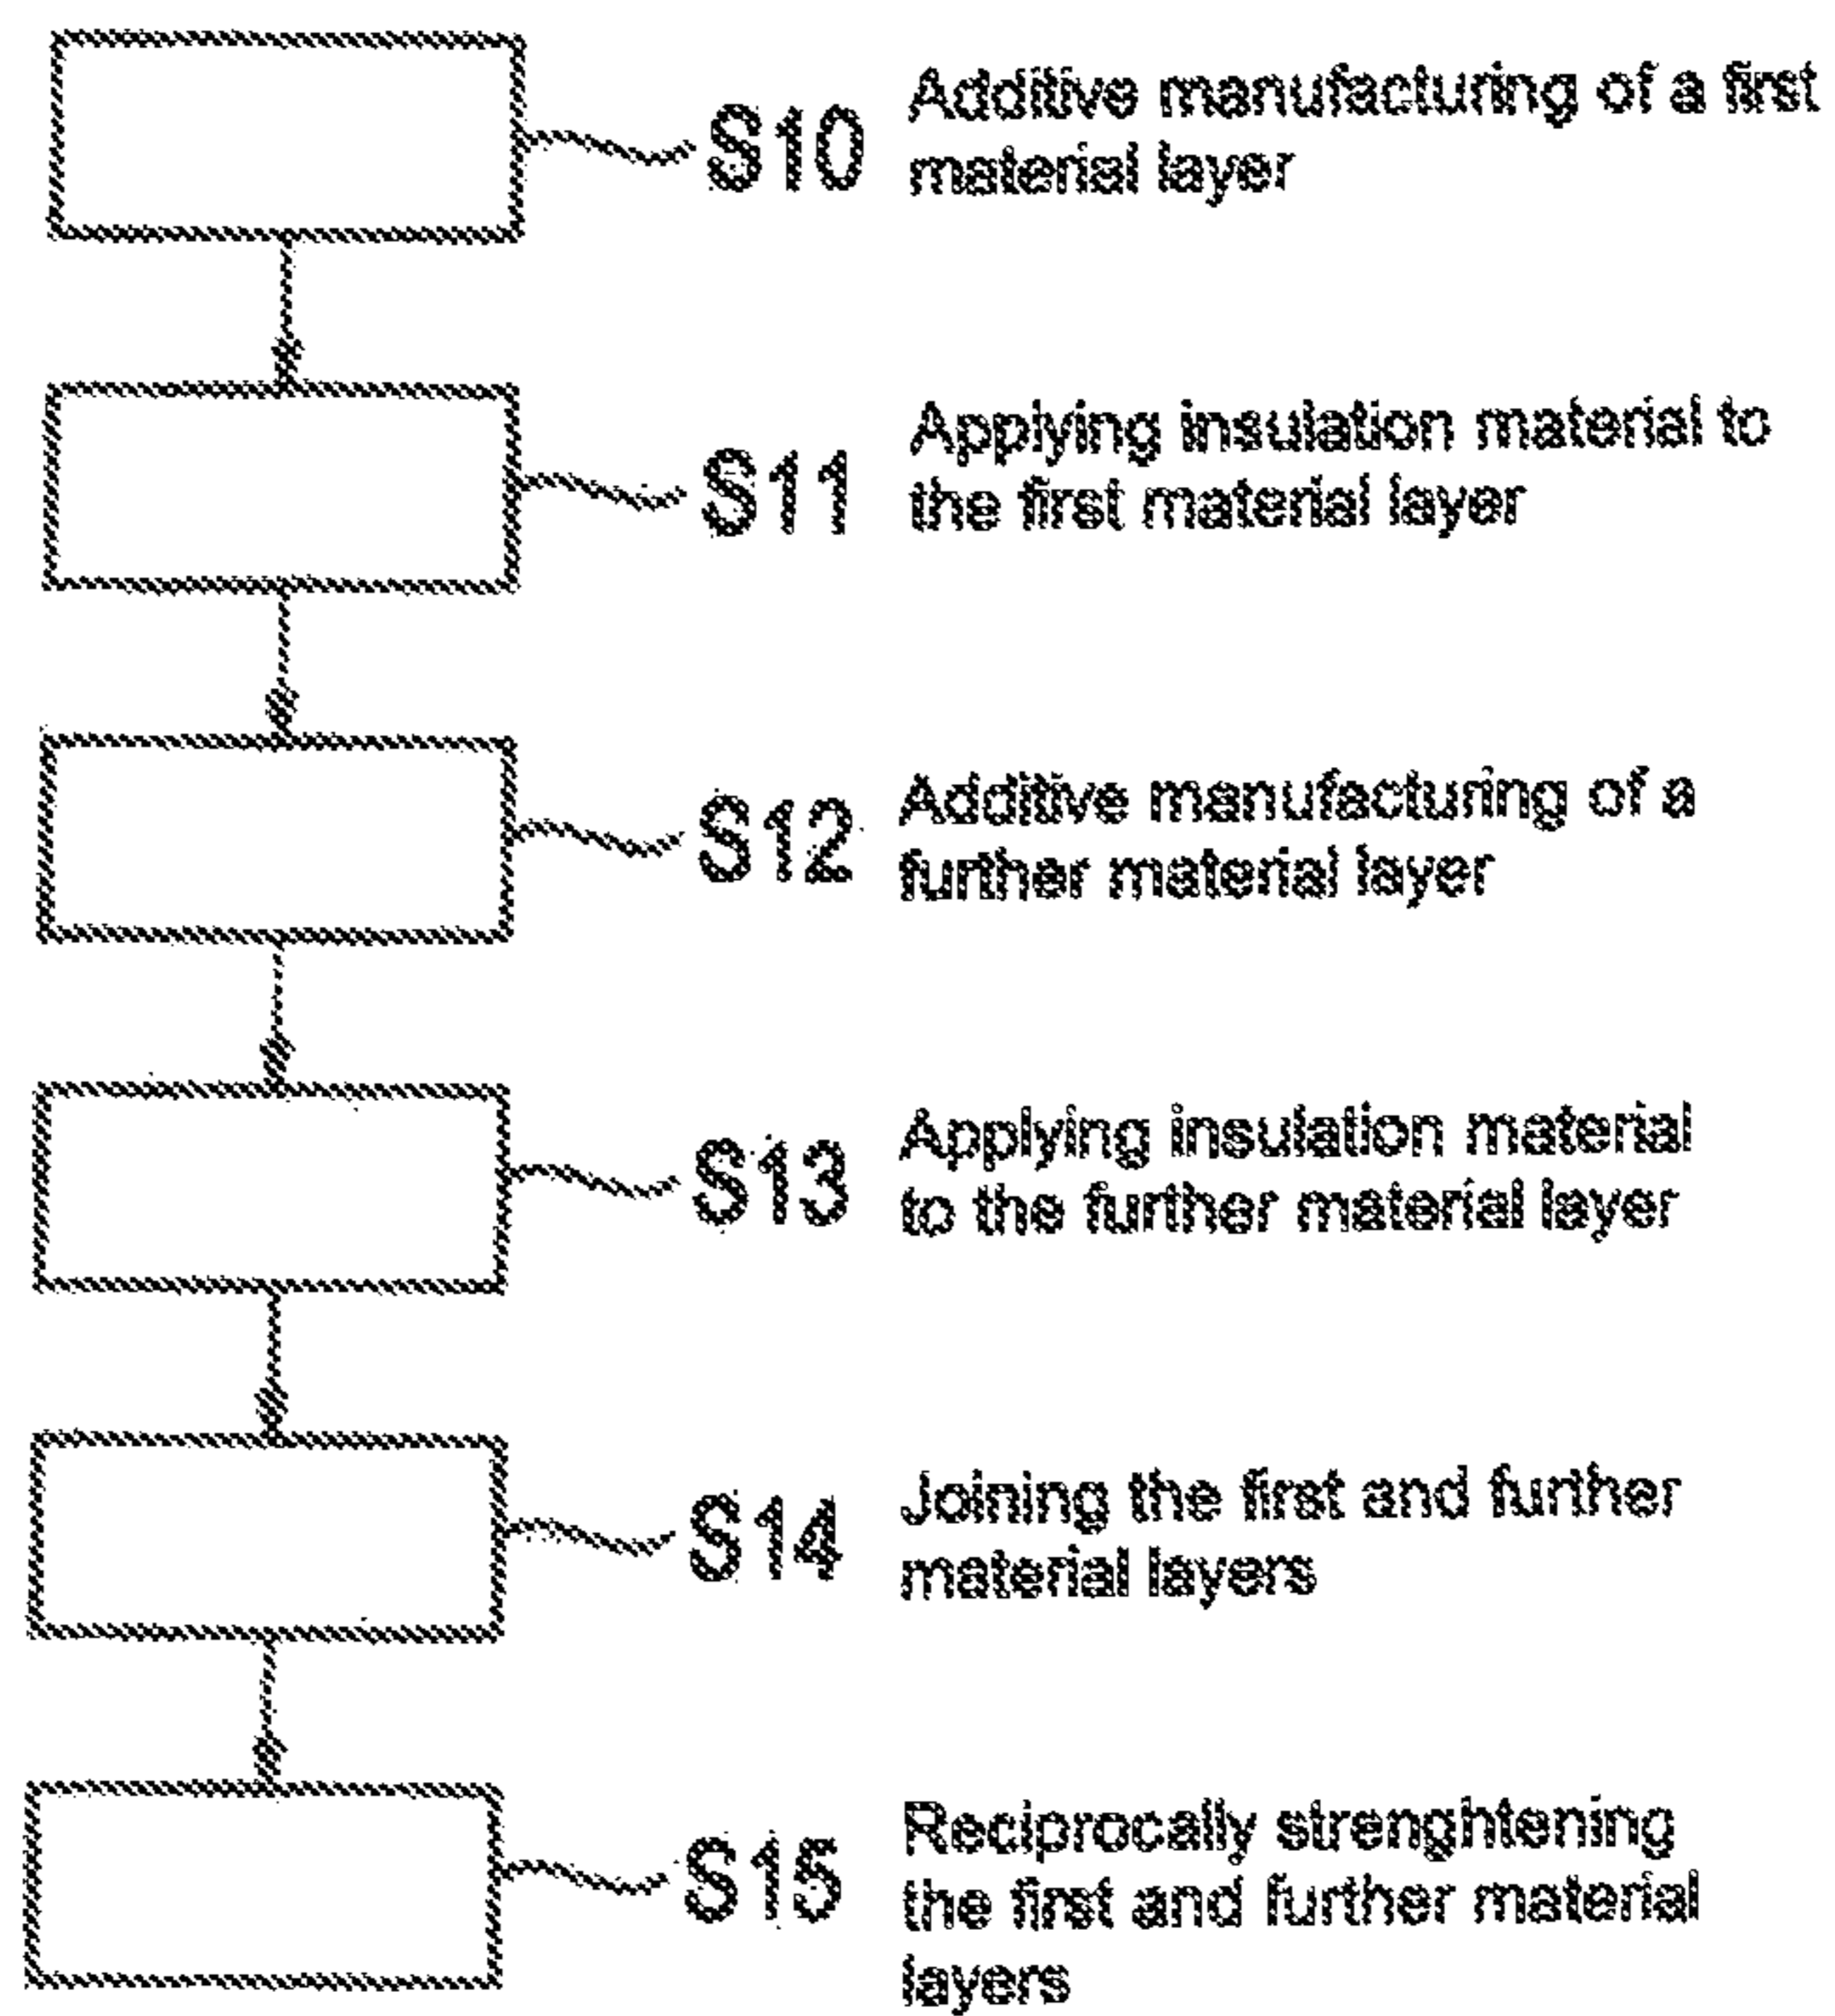 S10 Additive manufacturing of a first
material layer
S11 Applying insulation material to
the first material layer
S12 Additive manufacturing of a
further material layer
S13 Applying insulation material
to the further material layer
S14 Joining the first and further
material layers
S15 Reciprocally strenghtening
the first and further material
layers